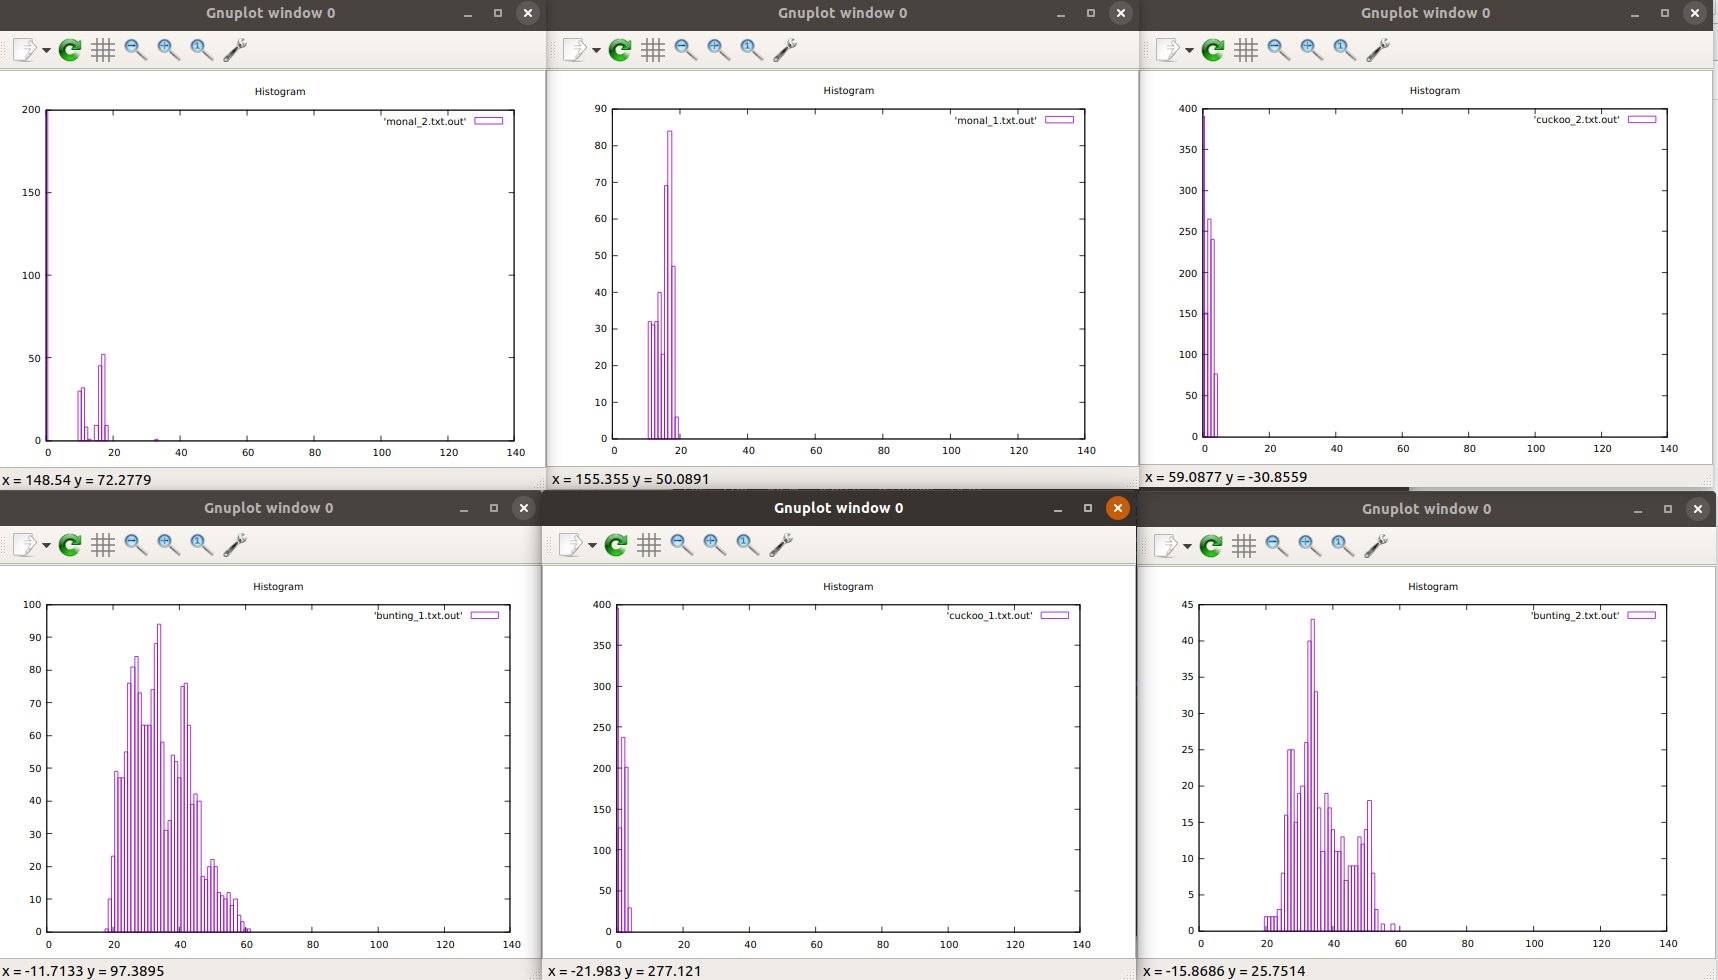 Gnuplot window 0
Histogram
'monal_2.txt.out'
200
150
100
50
0
0 20 40 60 80 100 120 140
x = 148.54 y = 72.2779
Gnuplot window 0
Histogram
'monal_1.txt.out'
90
80
70
60
50
40
30
20
10
0
0 20 40 60 80 100 120 140
x = 155.355 y = 50.0891
Gnuplot window 0
Histogram
'cuckoo_2.txt.out'
400
350
300
250
200
150
100
50
0
0 20 40 60 80 100 120 140
x = 59.0877 y = -30.8559
Gnuplot window 0
Histogram
'bunting_1.txt.out'
100
90
80
70
60
50
40
30
20
10
0
0 20 40 60 80 100 120 140
x = -11.7133 y = 97.3895
Gnuplot window 0
Histogram
'cuckoo_1.txt.out'
400
350
300
250
200
150
100
50
0
0 20 40 60 80 100 120 140
x = -21.983 y = 277.121
Gnuplot window 0
Histogram
'bunting_2.txt.out'
45
40
35
30
25
20
15
10
5
0
0 20 40 60 80 100 120 140
x = -15.8686 y = 25.7514